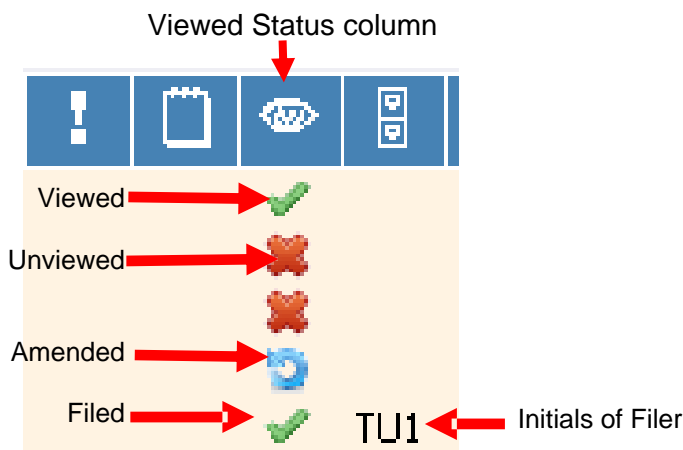 Viewed Status column
Viewed
Unviewed
Amended
Filed
TU1
Initials of Filer